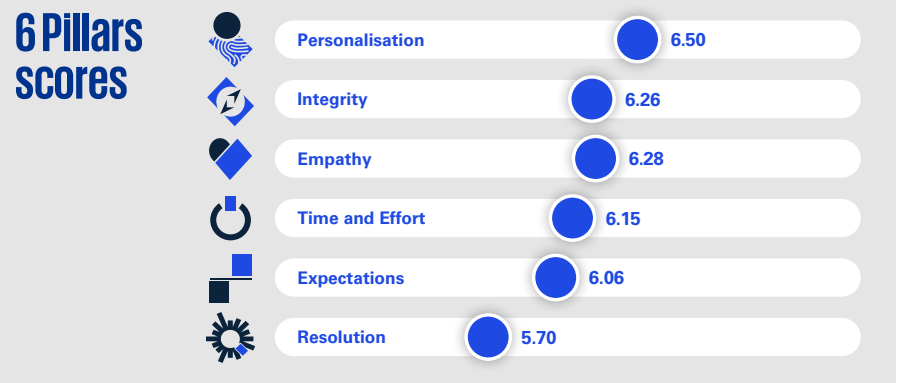 6 Pillars
scores
Personalisation 6.50
Integrity 6.26
Empathy 6.28
Time and Effort 6.15
Expectations 6.06
Resolution 5.70